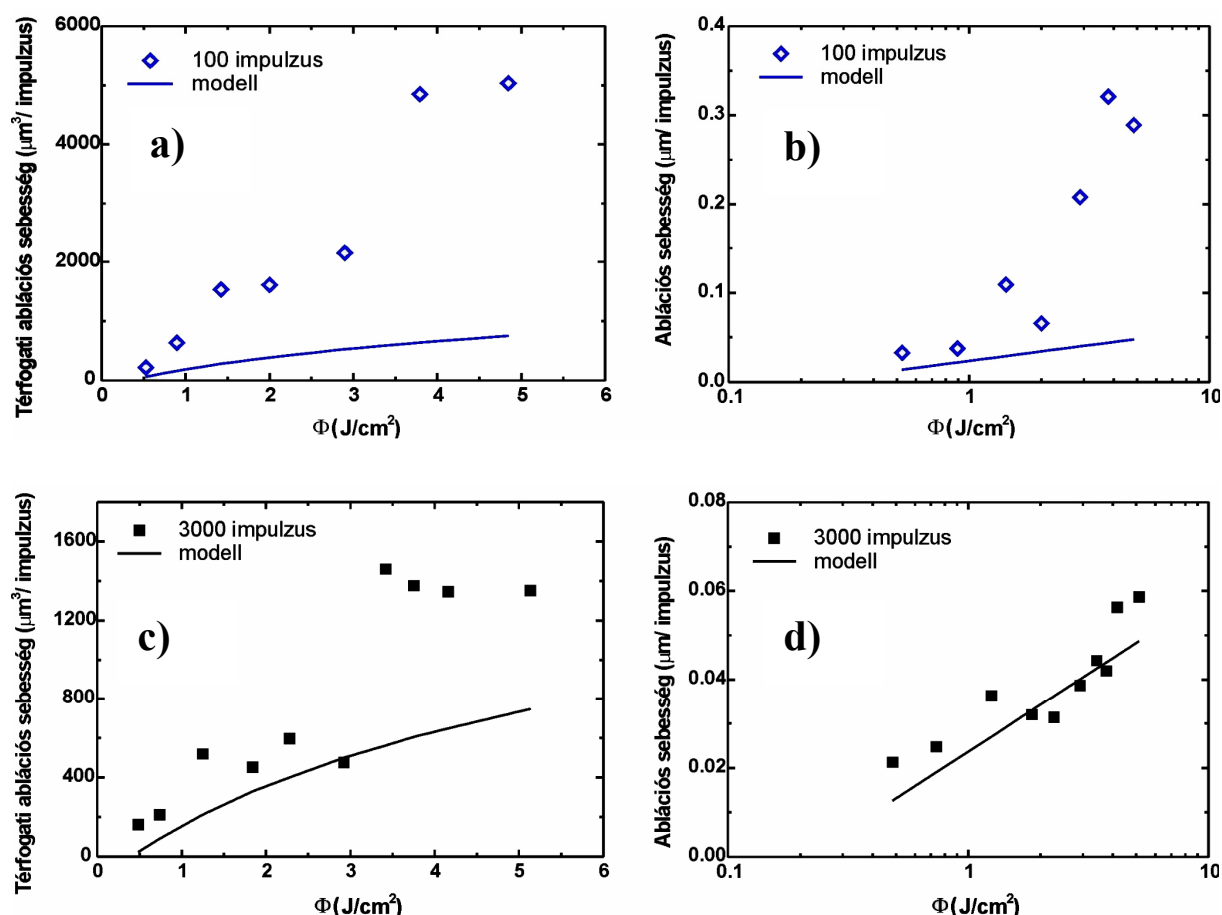 Térfogati ablációs sebesség (μm³/ impulzus)
6000
4000
2000
0
100 impulzus
modell
a)
0 1 2 3 4 5 6
Φ(J/cm²)
Ablációs sebesség (μm/ impulzus)
0.4
0.3
0.2
0.1
0.0
100 impulzus
modell
b)
0.1 1 10
Φ(J/cm²)
Térfogati ablációs sebesség (μm³/ impulzus)
1600
1200
800
400
0
3000 impulzus
modell
c)
0 1 2 3 4 5 6
Φ(J/cm²)
Ablációs sebesség (μm/ impulzus)
0.08
0.06
0.04
0.02
0.00
3000 impulzus
modell
d)
0.1 1 10
Φ(J/cm²)